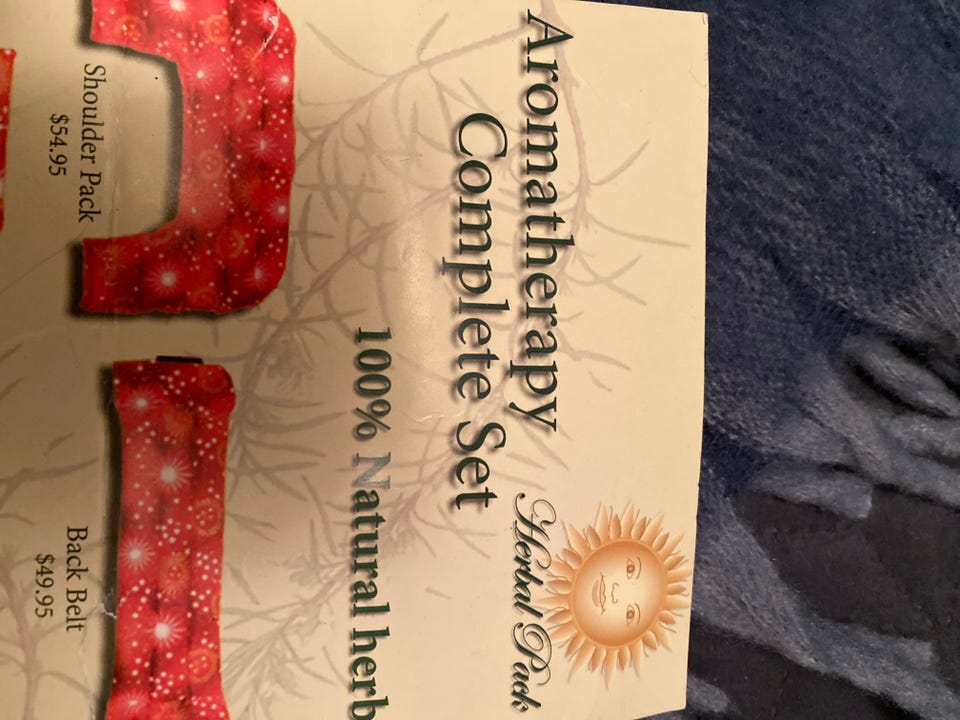 Aromatherapy
Complete Set
Herbal Pack
100% Natural herb
Shoulder Pack
$54.95
Back Belt
$49.95